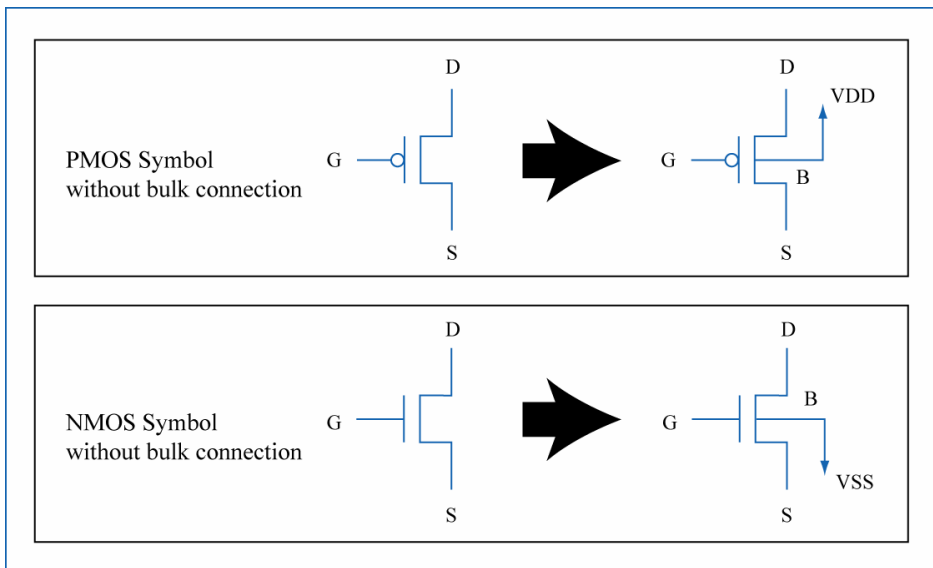 D
D
VDD
PMOS Symbol
without bulk connection
G
G
B
S
S
D
D
NMOS Symbol
without bulk connection
G
G
B
VSS
S
S